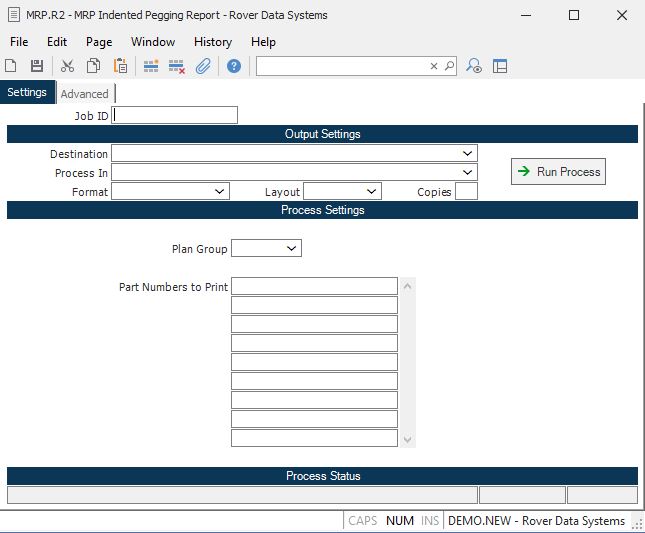 MRP.R2 - MRP Indented Pegging Report - Rover Data Systems
File Edit Page Window History Help
Settings Advanced
Job ID
Output Settings
Destination
Process In
Run Process
Format Layout Copies
Process Settings
Plan Group
Part Numbers to Print
Process Status
CAPS NUM INS DEMO.NEW - Rover Data Systems